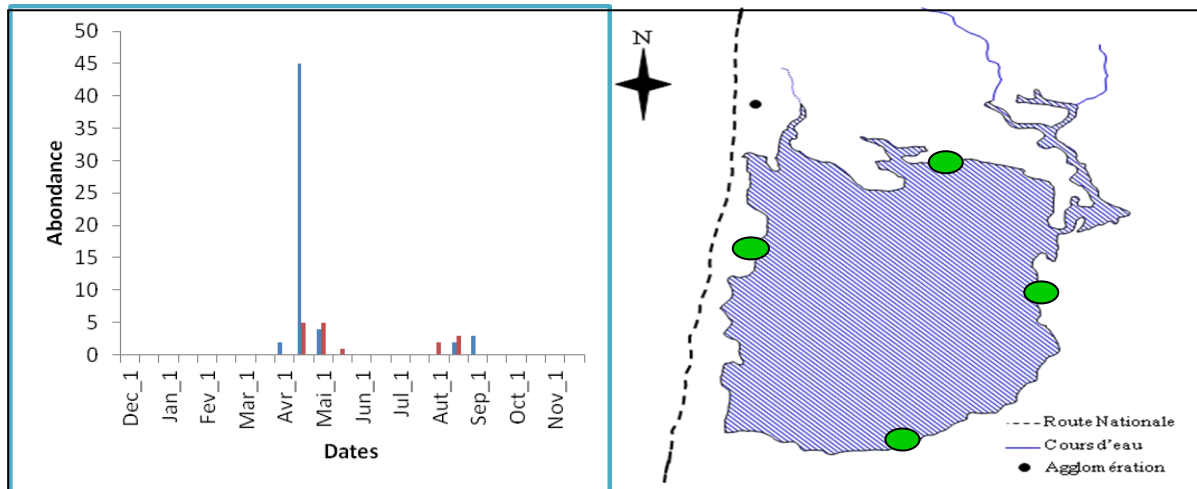 50
45
40
35
30
25
20
15
10
5
0
Abondance
Dec_1
Jan_1
Fev_1
Mar_1
Avr_1
Mai_1
Jun_1
Jul_1
Aut_1
Sep_1
Oct_1
Nov_1
Dates
N
Route Nationale
Cours d'eau
Agglomération